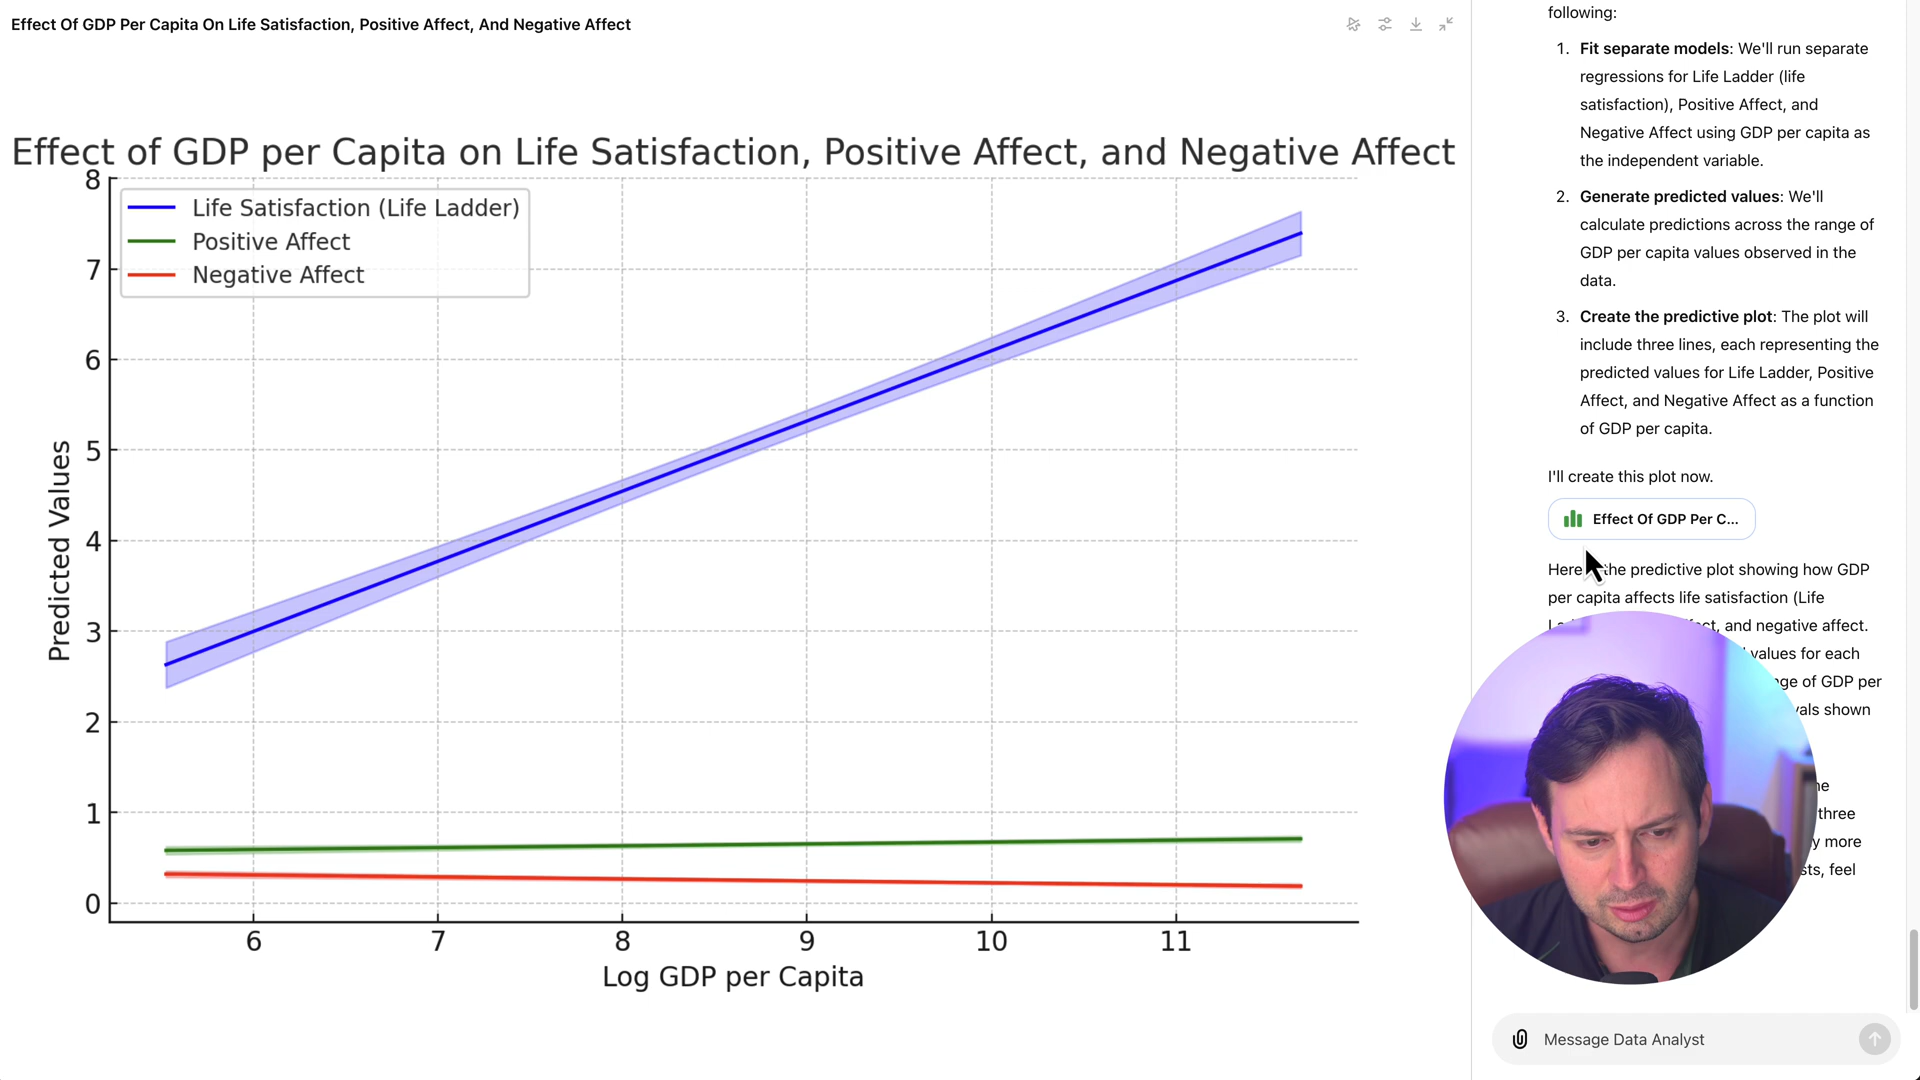 Effect Of GDP Per Capita On Life Satisfaction, Positive Affect, And Negative Affect
Effect of GDP per Capita on Life Satisfaction, Positive Affect, and Negative Affect
8
7
6
5
4
3
2
1
0
Predicted Values
Life Satisfaction (Life Ladder)
Positive Affect
Negative Affect
6 7 8 9 10 11
Log GDP per Capita
following:
1. Fit separate models: We'll run separate
regressions for Life Ladder (life
satisfaction), Positive Affect, and
Negative Affect using GDP per capita as
the independent variable.
2. Generate predicted values: We'll
calculate predictions across the range of
GDP per capita values observed in the
data.
3. Create the predictive plot: The plot will
include three lines, each representing the
predicted values for Life Ladder, Positive
Affect, and Negative Affect as a function
of GDP per capita.
I'll create this plot now.
Effect Of GDP Per C...
the predictive plot showing how GDP
per capita affects life satisfaction (Life
and negative affect.
values for each
of GDP per
shown
three
more
feel
Message Data Analyst